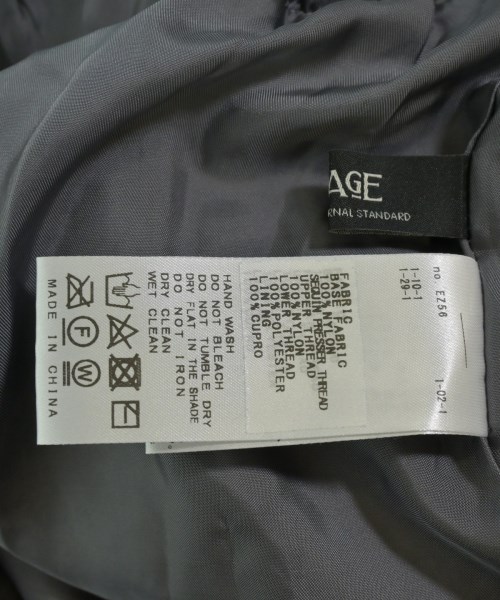 AGE
RNAL STANDARD
no. EZ56
1-10-1
1-29-1
1-02-1
FABRIC
BASE FABRIC
100%NYLON
SEQUIN PRESSER THREAD
UPPER THREAD
100%NYLON
LOWER THREAD
100%POLYESTER
LINING
100%CUPRO
HAND WASH
DO NOT BLEACH
DO NOT TUMBLE DRY
DRY FLAT IN THE SHADE
DO NOT IRON
DRY CLEAN
WET CLEAN
F W
MADE IN CHINA